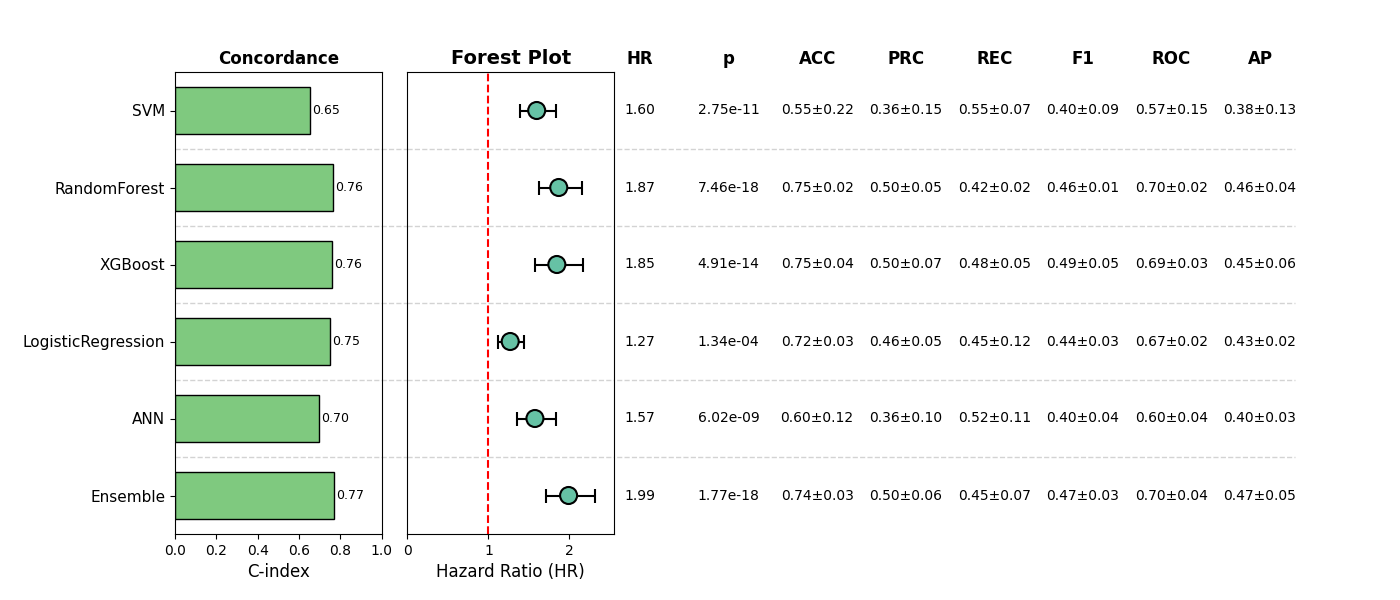 Concordance Forest Plot HR p ACC PRC REC F1 ROC AP
SVM 0.65 1.60 2.75e-11 0.55±0.22 0.36±0.15 0.55±0.07 0.40±0.09 0.57±0.15 0.38±0.13
RandomForest 0.76 1.87 7.46e-18 0.75±0.02 0.50±0.05 0.42±0.02 0.46±0.01 0.70±0.02 0.46±0.04
XGBoost 0.76 1.85 4.91e-14 0.75±0.04 0.50±0.07 0.48±0.05 0.49±0.05 0.69±0.03 0.45±0.06
LogisticRegression 0.75 1.27 1.34e-04 0.72±0.03 0.46±0.05 0.45±0.12 0.44±0.03 0.67±0.02 0.43±0.02
ANN 0.70 1.57 6.02e-09 0.60±0.12 0.36±0.10 0.52±0.11 0.40±0.04 0.60±0.04 0.40±0.03
Ensemble 0.77 1.99 1.77e-18 0.74±0.03 0.50±0.06 0.45±0.07 0.47±0.03 0.70±0.04 0.47±0.05
0.0 0.2 0.4 0.6 0.8 1.0 0 1 2
C-index Hazard Ratio (HR)